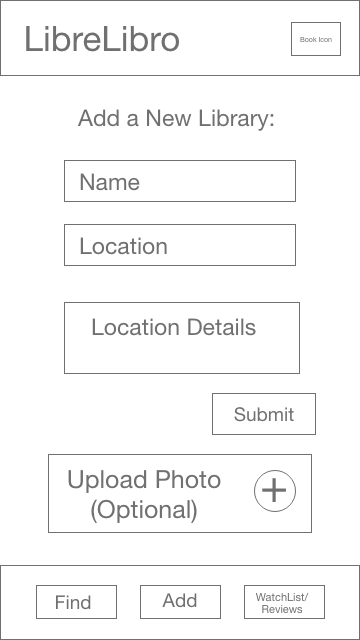 LibreLibro
Book Icon
Add a New Library:
Name
Location
Location Details
Submit
Upload Photo
(Optional)
Find
Add
WatchList/
Reviews